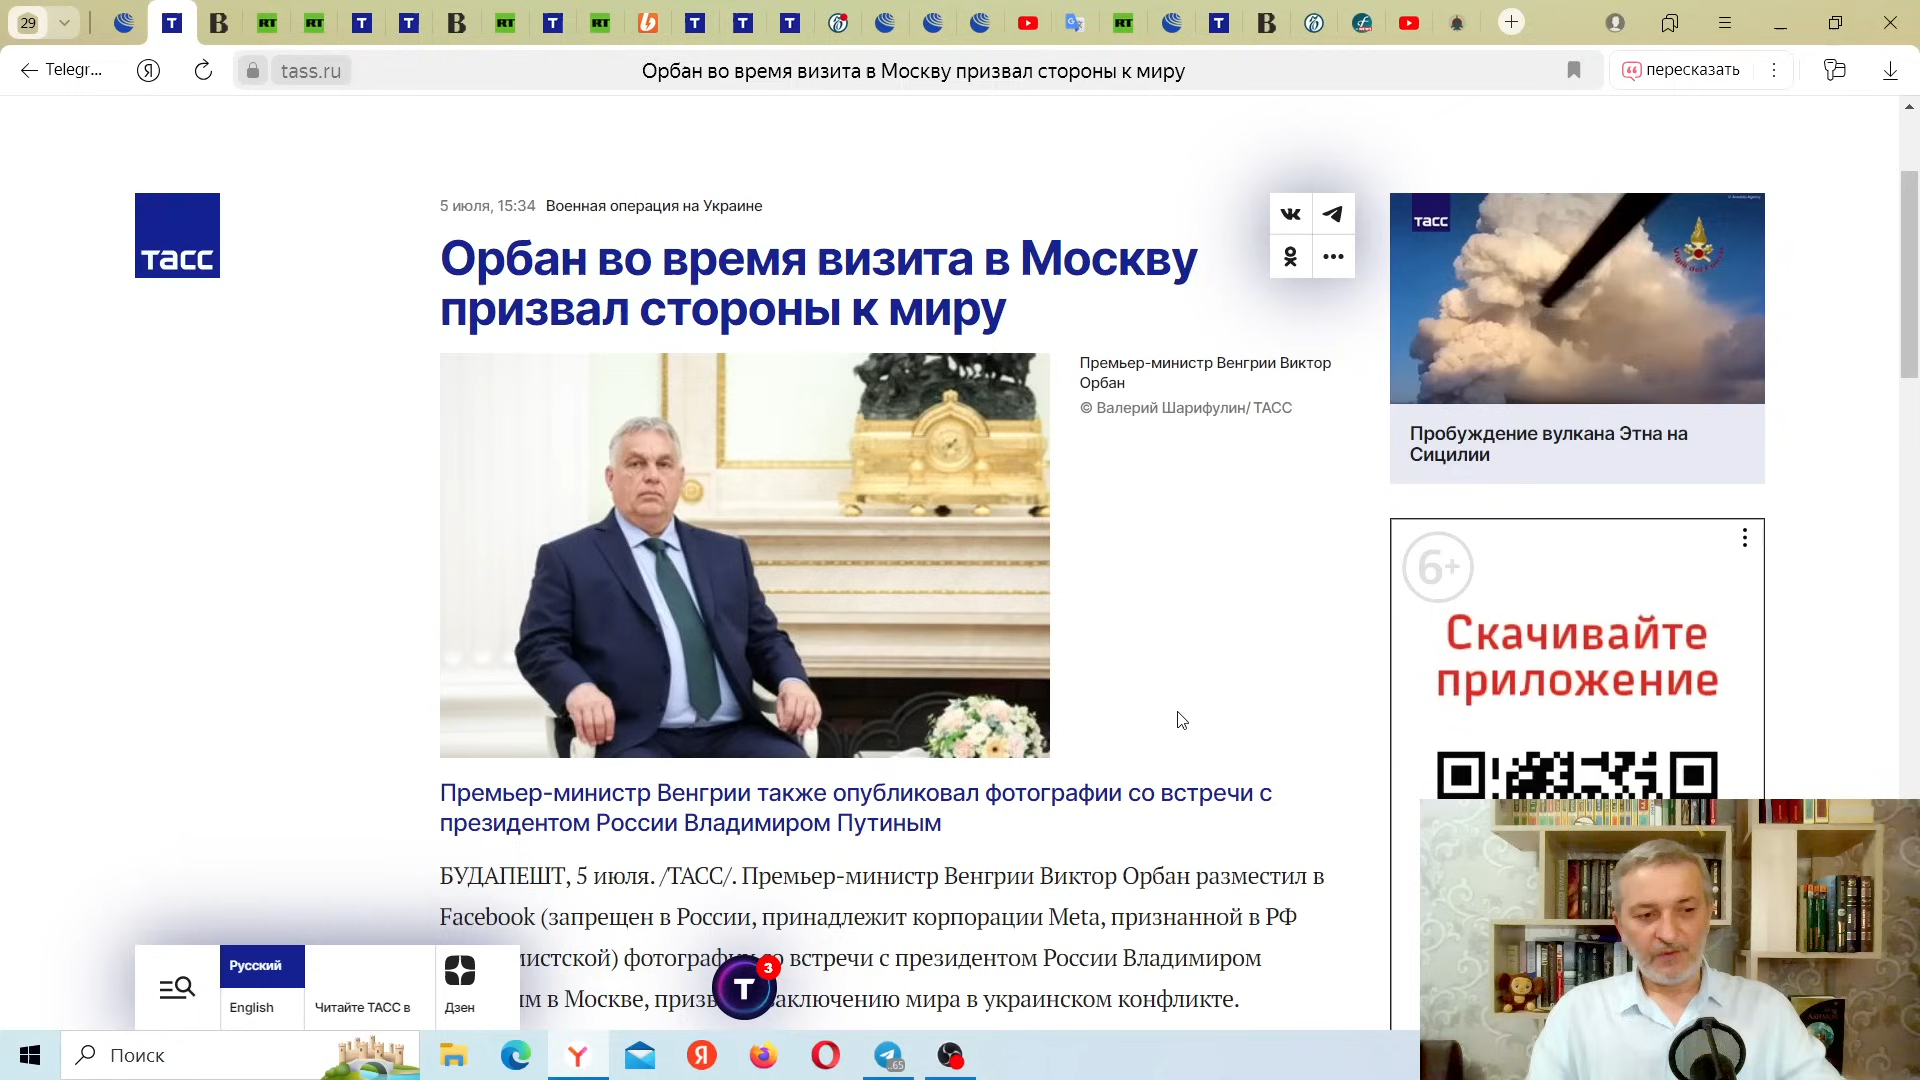 29
Telegr...
tass.ru
Орбан во время визита в Москву призвал стороны к миру
пересказать
5 июля, 15:34 Военная операция на Украине
Орбан во время визита в Москву
призвал стороны к миру
ТАСС
Премьер-министр Венгрии Виктор
Орбан
© Валерий Шарифулин/ ТАСС
ТАСС
Пробуждение вулкана Этна на
Сицилии
6+
Скачивайте
приложение
Премьер-министр Венгрии также опубликовал фотографии со встречи с
президентом России Владимиром Путиным
БУДАПЕШТ, 5 июля. /ТАСС/. Премьер-министр Венгрии Виктор Орбан разместил в
Facebook (запрещен в России, принадлежит корпорации Meta, признанной в РФ
встречи с президентом России Владимиром
в Москве, заключению мира в украинском конфликте.
Русский
English
Читайте ТАСС в
Дзен
T
3
Поиск
65